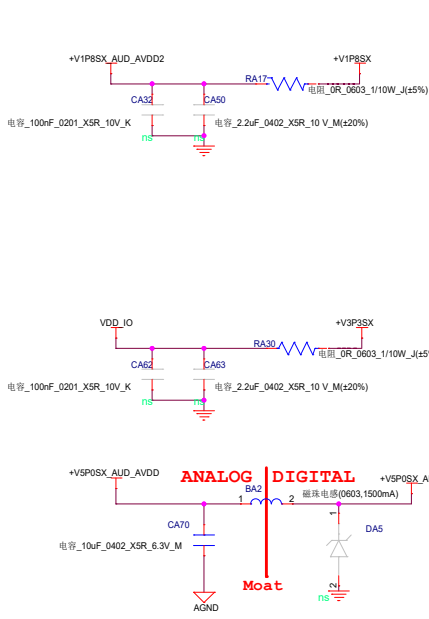 +V1P8SX_AUD_AVDD2
+V1P8SX
RA17
电阻_0R_0603_1/10W_J(±5%)
CA32
CA50
电容_100nF_0201_X5R_10V_K
电容_2.2uF_0402_X5R_10 V_M(±20%)
ns
ns
VDD_IO
+V3P3SX
RA30
电阻_0R_0603_1/10W_J(±5
CA62
CA63
电容_100nF_0201_X5R_10V_K
电容_2.2uF_0402_X5R_10 V_M(±20%)
ns
ns
+V5P0SX_AUD_AVDD
ANALOG
DIGITAL
+V5P0SX_A
BA2
1
2
磁珠电感(0603,1500mA)
1
CA70
DA5
电容_10uF_0402_X5R_6.3V_M
2
Moat
ns
AGND